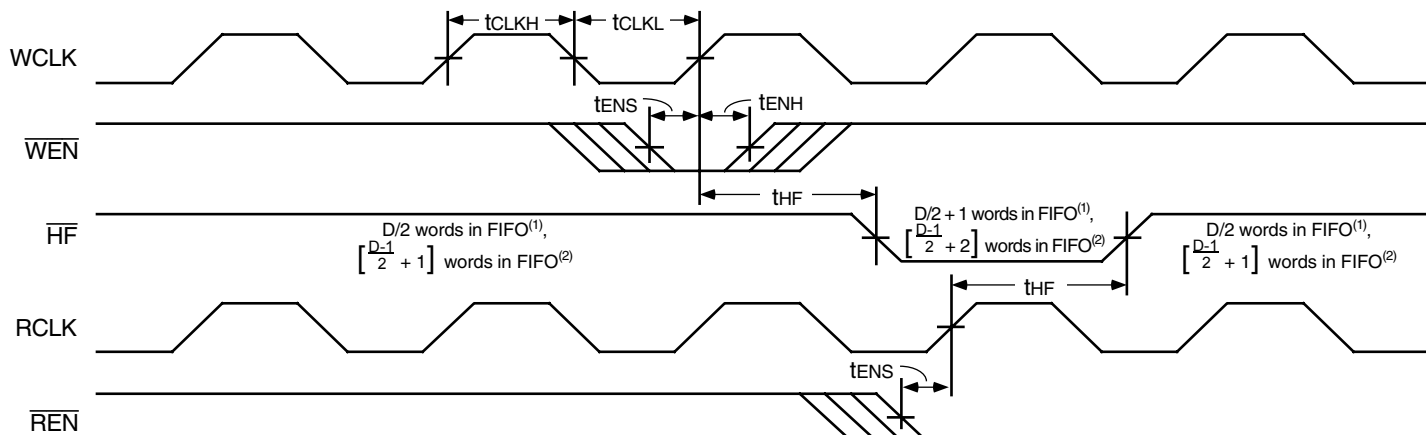 tCLKH
tCLKL
WCLK
tENS
tENH
WEN
tHF
HF
D/2 words in FIFO(1),
[D-1/2 + 1] words in FIFO(2)
D/2 + 1 words in FIFO(1),
[D-1/2 + 2] words in FIFO(2)
D/2 words in FIFO(1),
[D-1/2 + 1] words in FIFO(2)
tHF
RCLK
tENS
REN